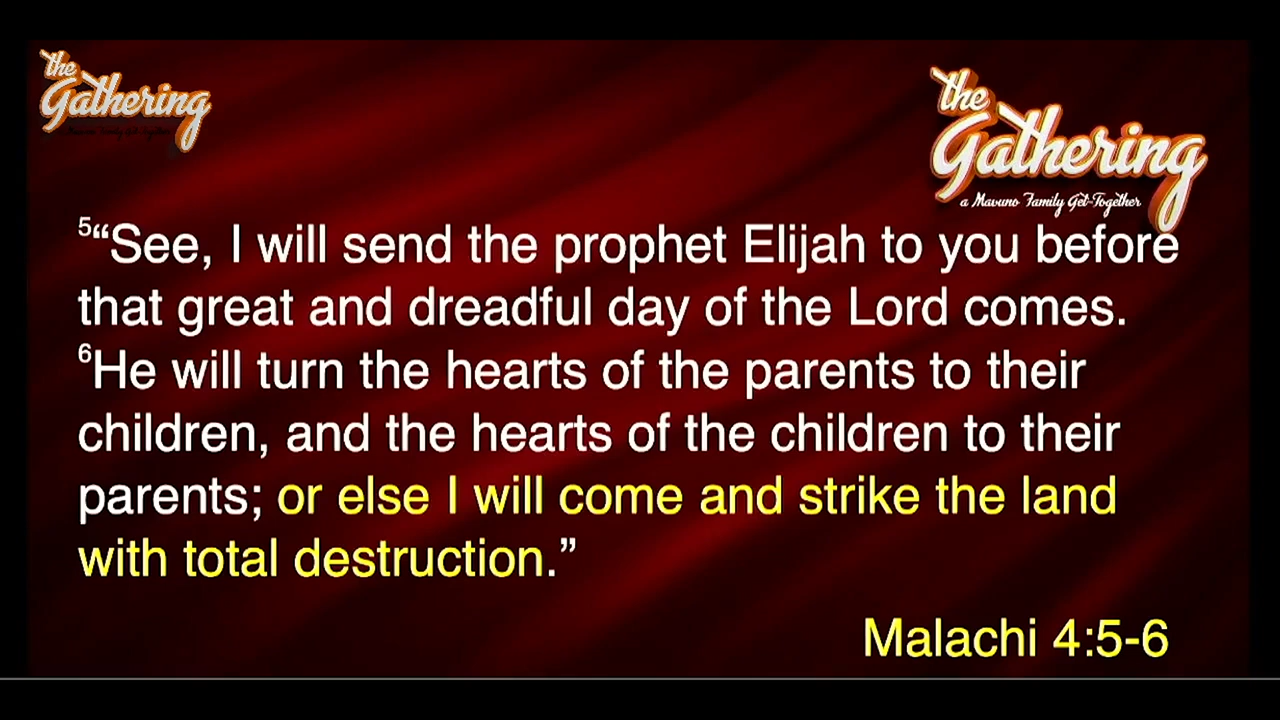 the
Gathering
the
Gathering
a Mavuno Family Get-Together
5“See, I will send the prophet Elijah to you before
that great and dreadful day of the Lord comes.
6He will turn the hearts of the parents to their
children, and the hearts of the children to their
parents; or else I will come and strike the land
with total destruction.”
Malachi 4:5-6